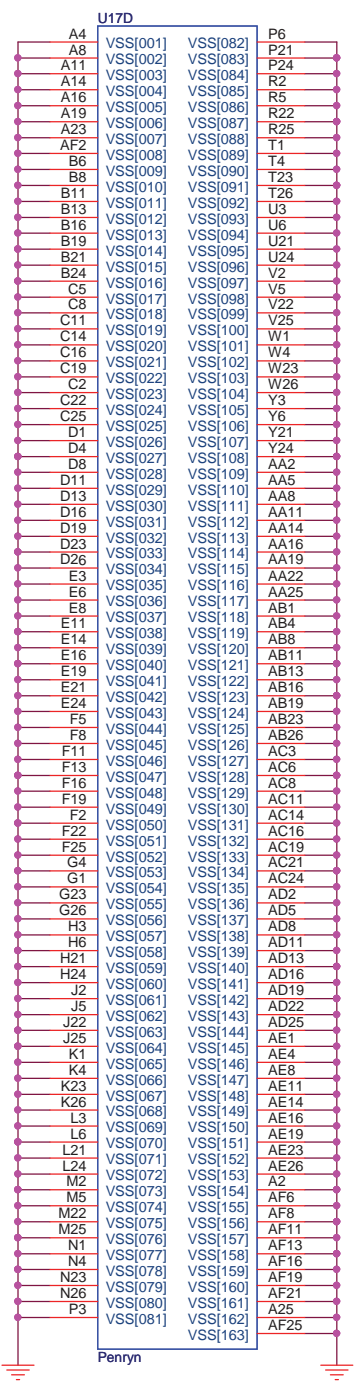 U17D
A4 VSS[001] VSS[082] P6
A8 VSS[002] VSS[083] P21
A11 VSS[003] VSS[084] P24
A14 VSS[004] VSS[085] R2
A16 VSS[005] VSS[086] R5
A19 VSS[006] VSS[087] R22
A23 VSS[007] VSS[088] R25
AF2 VSS[008] VSS[089] T1
B6 VSS[009] VSS[090] T4
B8 VSS[010] VSS[091] T23
B11 VSS[011] VSS[092] T26
B13 VSS[012] VSS[093] U3
B16 VSS[013] VSS[094] U6
B19 VSS[014] VSS[095] U21
B21 VSS[015] VSS[096] U24
B24 VSS[016] VSS[097] V2
C5 VSS[017] VSS[098] V5
C8 VSS[018] VSS[099] V22
C11 VSS[019] VSS[100] V25
C14 VSS[020] VSS[101] W1
C16 VSS[021] VSS[102] W4
C19 VSS[022] VSS[103] W23
C2 VSS[023] VSS[104] W26
C22 VSS[024] VSS[105] Y3
C25 VSS[025] VSS[106] Y6
D1 VSS[026] VSS[107] Y21
D4 VSS[027] VSS[108] Y24
D8 VSS[028] VSS[109] AA2
D11 VSS[029] VSS[110] AA5
D13 VSS[030] VSS[111] AA8
D16 VSS[031] VSS[112] AA11
D19 VSS[032] VSS[113] AA14
D23 VSS[033] VSS[114] AA16
D26 VSS[034] VSS[115] AA19
E3 VSS[035] VSS[116] AA22
E6 VSS[036] VSS[117] AA25
E8 VSS[037] VSS[118] AB1
E11 VSS[038] VSS[119] AB4
E14 VSS[039] VSS[120] AB8
E16 VSS[040] VSS[121] AB11
E19 VSS[041] VSS[122] AB13
E21 VSS[042] VSS[123] AB16
E24 VSS[043] VSS[124] AB19
F5 VSS[044] VSS[125] AB23
F8 VSS[045] VSS[126] AB26
F11 VSS[046] VSS[127] AC3
F13 VSS[047] VSS[128] AC6
F16 VSS[048] VSS[129] AC8
F19 VSS[049] VSS[130] AC11
F2 VSS[050] VSS[131] AC14
F22 VSS[051] VSS[132] AC16
F25 VSS[052] VSS[133] AC19
G4 VSS[053] VSS[134] AC21
G1 VSS[054] VSS[135] AC24
G23 VSS[055] VSS[136] AD2
G26 VSS[056] VSS[137] AD5
H3 VSS[057] VSS[138] AD8
H6 VSS[058] VSS[139] AD11
H21 VSS[059] VSS[140] AD13
H24 VSS[060] VSS[141] AD16
J2 VSS[061] VSS[142] AD19
J5 VSS[062] VSS[143] AD22
J22 VSS[063] VSS[144] AD25
J25 VSS[064] VSS[145] AE1
K1 VSS[065] VSS[146] AE4
K4 VSS[066] VSS[147] AE8
K23 VSS[067] VSS[148] AE11
K26 VSS[068] VSS[149] AE14
L3 VSS[069] VSS[150] AE16
L6 VSS[070] VSS[151] AE19
L21 VSS[071] VSS[152] AE23
L24 VSS[072] VSS[153] AE26
M2 VSS[073] VSS[154] A2
M5 VSS[074] VSS[155] AF6
M22 VSS[075] VSS[156] AF8
M25 VSS[076] VSS[157] AF11
N1 VSS[077] VSS[158] AF13
N4 VSS[078] VSS[159] AF16
N23 VSS[079] VSS[160] AF19
N26 VSS[080] VSS[161] AF21
P3 VSS[081] VSS[162] A25
VSS[163] AF25
Penryn